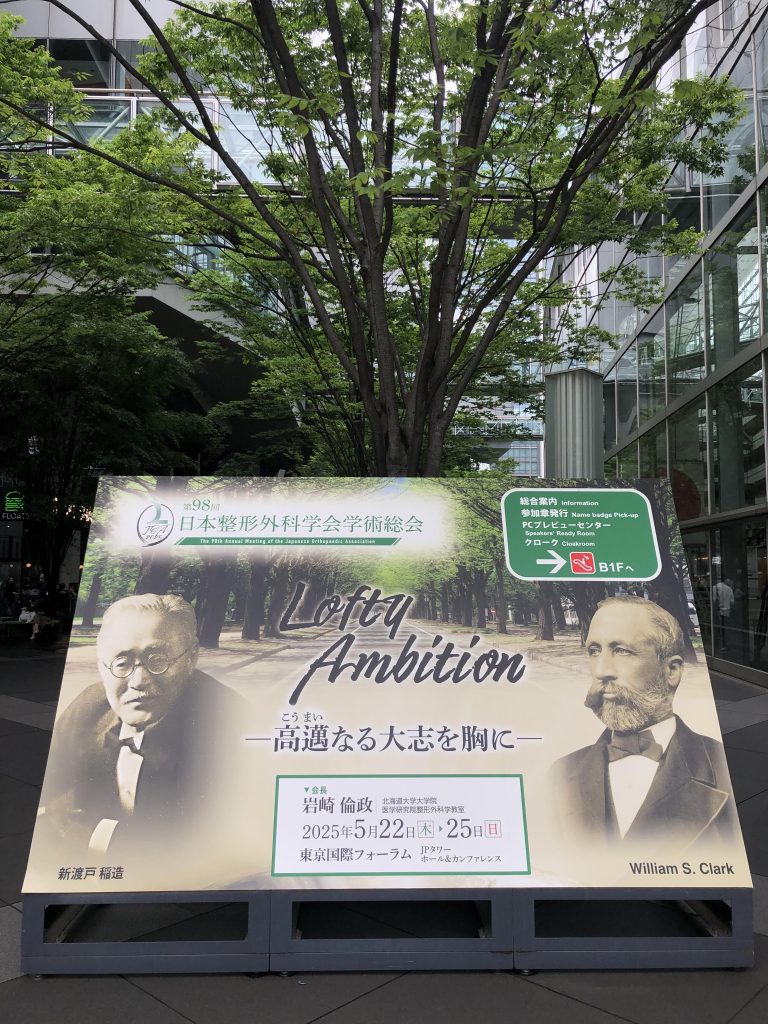 第98回
日本整形外科学会学術総会
The 98th Annual Meeting of the Japanese Orthopaedic Association
総合案内 Information
参加章発行 Name badge Pick-up
PCプレビューセンター
Speakers' Ready Room
クローク Cloakroom
B1Fへ
Lofty
Ambition
こうまい
―高邁なる大志を胸に―
▼会長
岩崎 倫政 北海道大学大学院
医学研究院整形外科学教室
2025年5月22日木▶25日日
東京国際フォーラム JPタワー
ホール&カンファレンス
新渡戸 稲造
William S. Clark